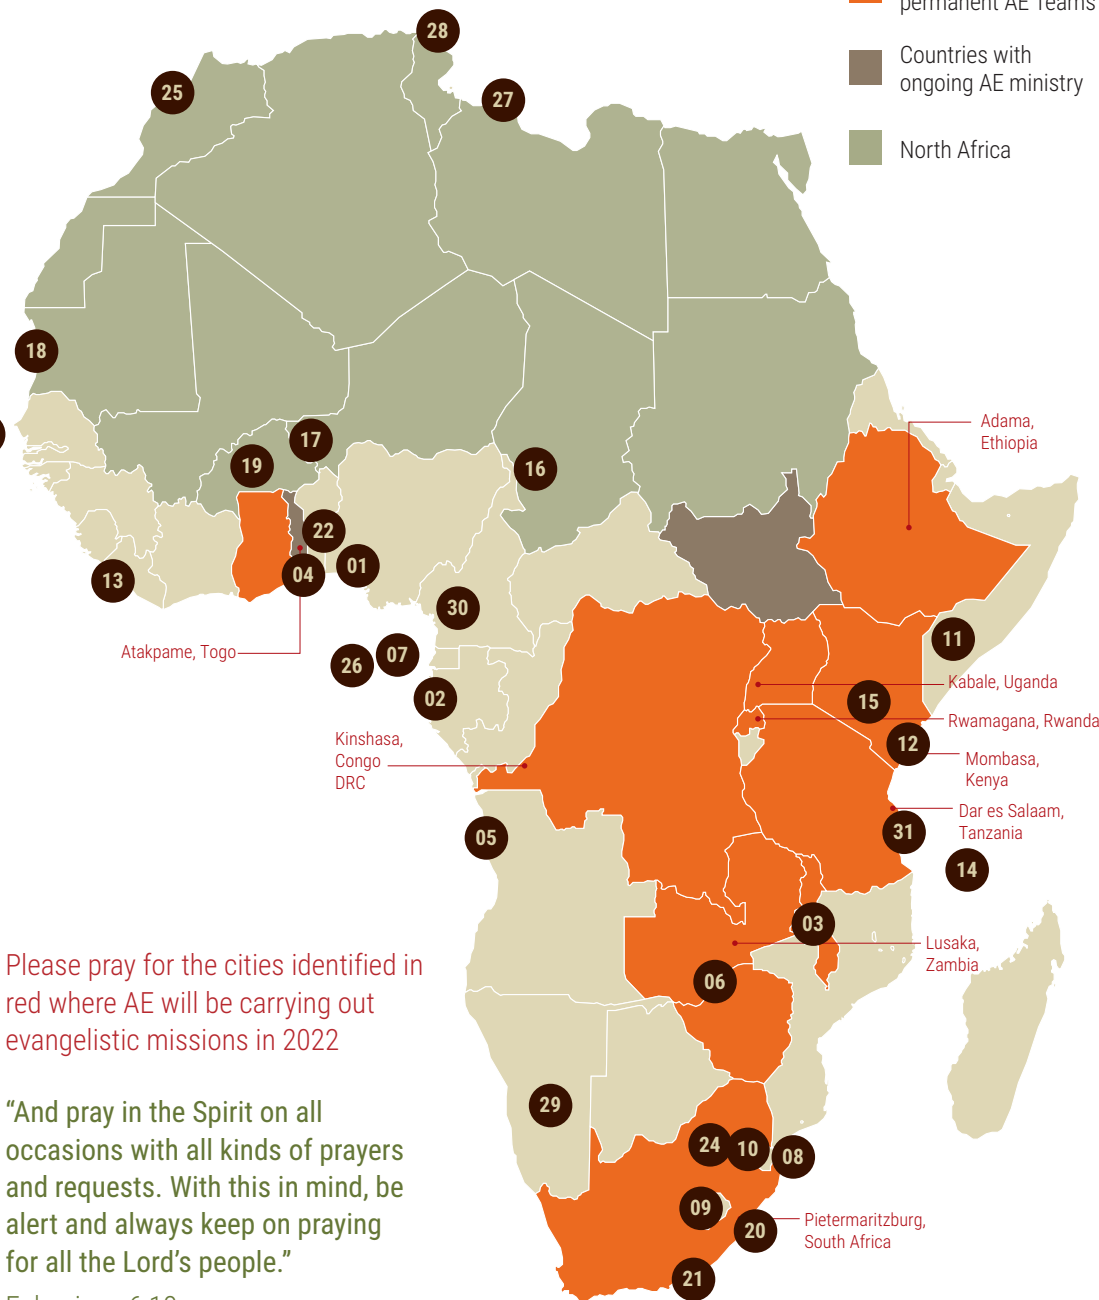 permanent AE Teams
Countries with
ongoing AE ministry
North Africa
28
25
27
18
17
19
16
22
01
04
13
30
26
07
02
05
11
15
12
31
14
03
06
29
24
10
08
09
20
21
Adama,
Ethiopia
Atakpame, Togo
Kabale, Uganda
Rwamagana, Rwanda
Kinshasa,
Congo
DRC
Mombasa,
Kenya
Dar es Salaam,
Tanzania
Lusaka,
Zambia
Pietermaritzburg,
South Africa
Please pray for the cities identified in
red where AE will be carrying out
evangelistic missions in 2022
“And pray in the Spirit on all
occasions with all kinds of prayers
and requests. With this in mind, be
alert and always keep on praying
for all the Lord’s people.”